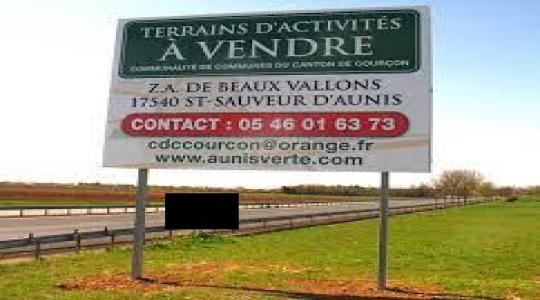 TERRAINS D'ACTIVITÉS
À VENDRE
COMMUNAUTÉ DE COMMUNES DU CANTON DE COURÇON
Z.A. DE BEAUX VALLONS
17540 ST-SAUVEUR D'AUNIS
CONTACT : 05 46 01 63 73
cdccourcon@orange.fr
www.aunisverte.com